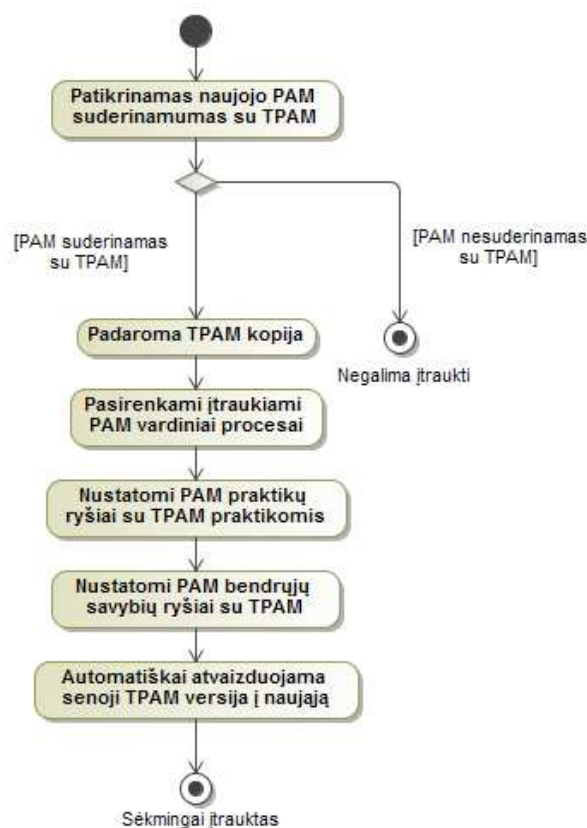 Patikrinamas naujojo PAM
suderinamumas su TPAM
[PAM suderinamas
su TPAM]
[PAM nesuderinamas
su TPAM]
Padaroma TPAM kopija
Negalima įtraukti
Pasirenkami įtraukiami
PAM vardiniai procesai
Nustatomi PAM praktikų
ryšiai su TPAM praktikomis
Nustatomi PAM bendrųjų
savybių ryšiai su TPAM
Automatiškai atvaizduojama
senoji TPAM versija į naująją
Sėkmingai įtrauktas